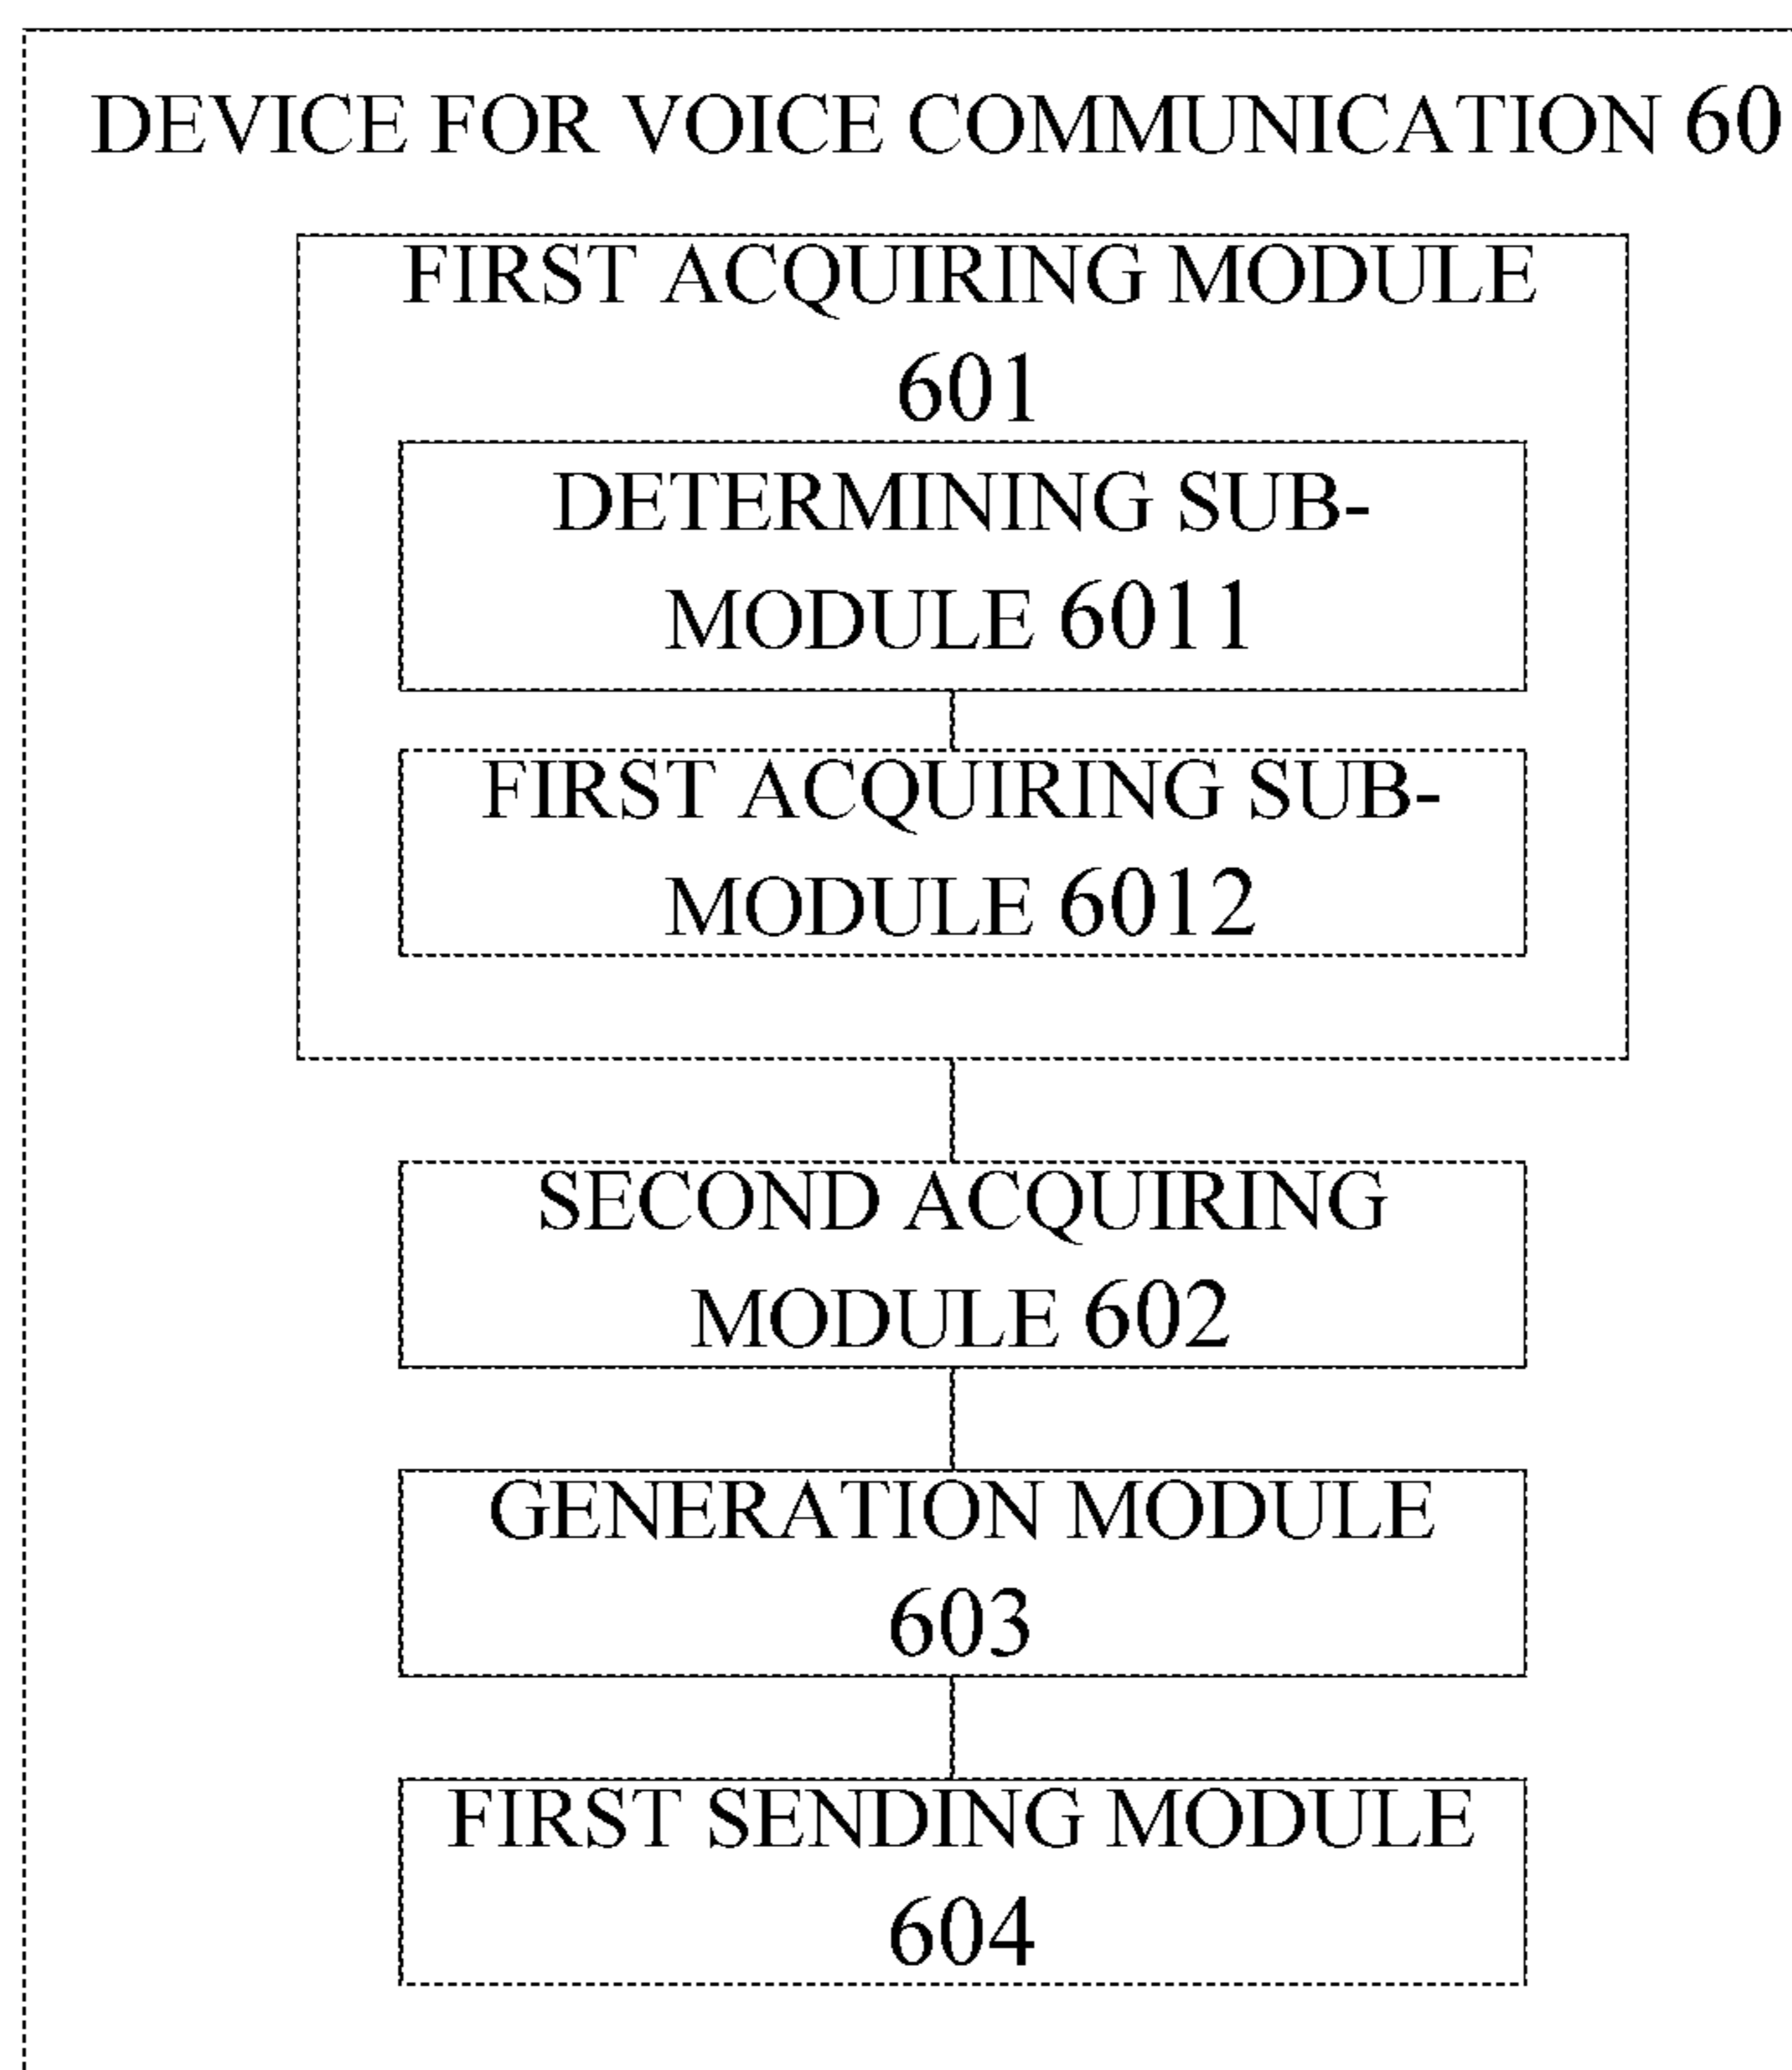 DEVICE FOR VOICE COMMUNICATION 60
FIRST ACQUIRING MODULE
601
DETERMINING SUB-
MODULE 6011
FIRST ACQUIRING SUB-
MODULE 6012
SECOND ACQUIRING
MODULE 602
GENERATION MODULE
603
FIRST SENDING MODULE
604